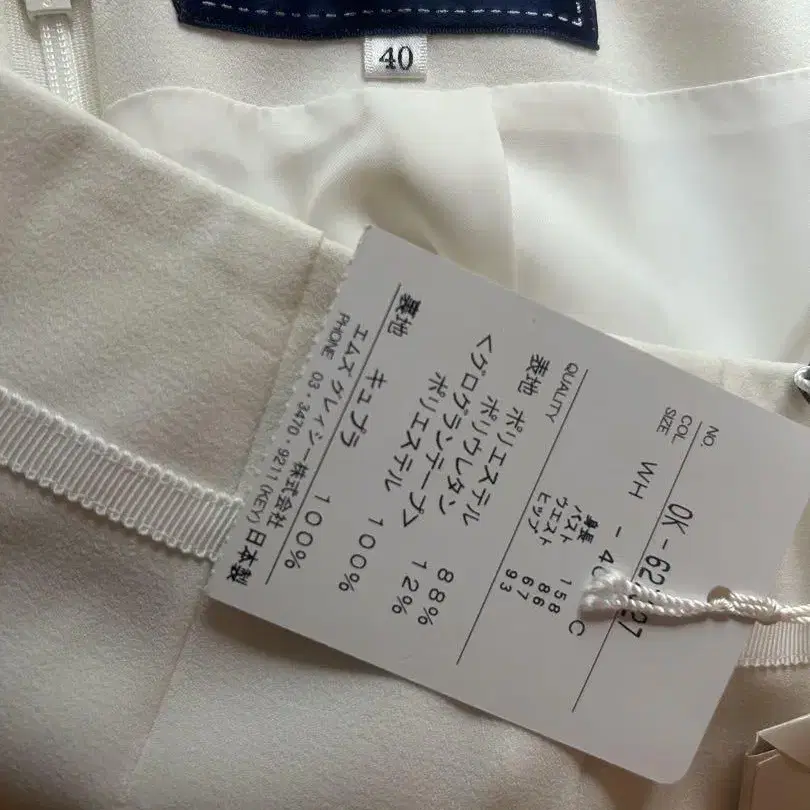 40
NO. OK-62 27
COL WH - 4
SIZE C
身長 158
バスト 86
ウエスト 67
ヒップ 93
QUALITY
表地 ポリエステル 88%
ポリウレタン 12%
<グログランテープ>
ポリエステル 100%
裏地 キュプラ 100%
エムズ グレイシー株式会社 日本製
PHONE 03・3470・9211(KEY)